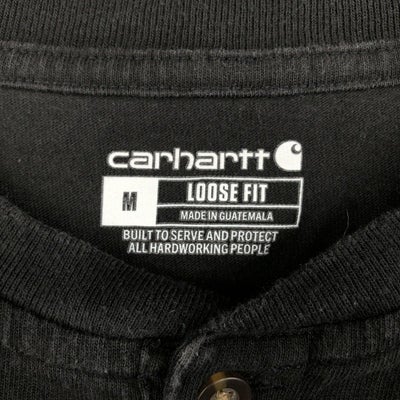 carhartt
M
LOOSE FIT
MADE IN GUATEMALA
BUILT TO SERVE AND PROTECT
ALL HARDWORKING PEOPLE